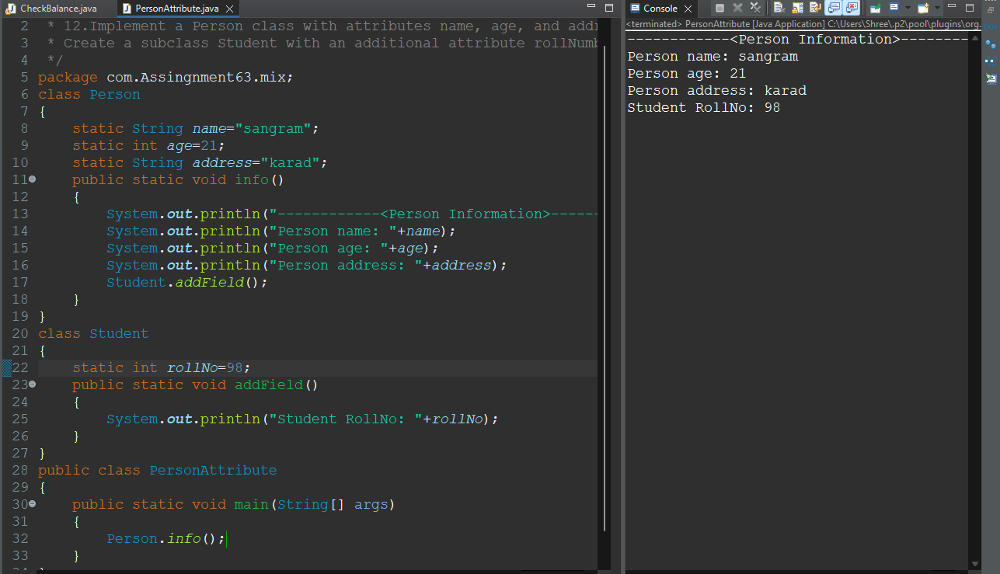 CheckBalance.java
PersonAttribute.java
2 * 12.Implement a Person class with attributes name, age, and addr
3 * Create a subclass Student with an additional attribute rollNumb
4 */
5 package com.Assingnment63.mix;
6 class Person
7 {
8 static String name="sangram";
9 static int age=21;
10 static String address="karad";
11 public static void info()
12 {
13 System.out.println("------------<Person Information>------
14 System.out.println("Person name: "+name);
15 System.out.println("Person age: "+age);
16 System.out.println("Person address: "+address);
17 Student.addField();
18 }
19 }
20 class Student
21 {
22 static int rollNo=98;
23 public static void addField()
24 {
25 System.out.println("Student RollNo: "+rollNo);
26 }
27 }
28 public class PersonAttribute
29 {
30 public static void main(String[] args)
31 {
32 Person.info();
33 }
Console
<terminated> PersonAttribute [Java Application] C:\Users\Shree\.p2\pool\plugins\org.
------------<Person Information>--------
Person name: sangram
Person age: 21
Person address: karad
Student RollNo: 98